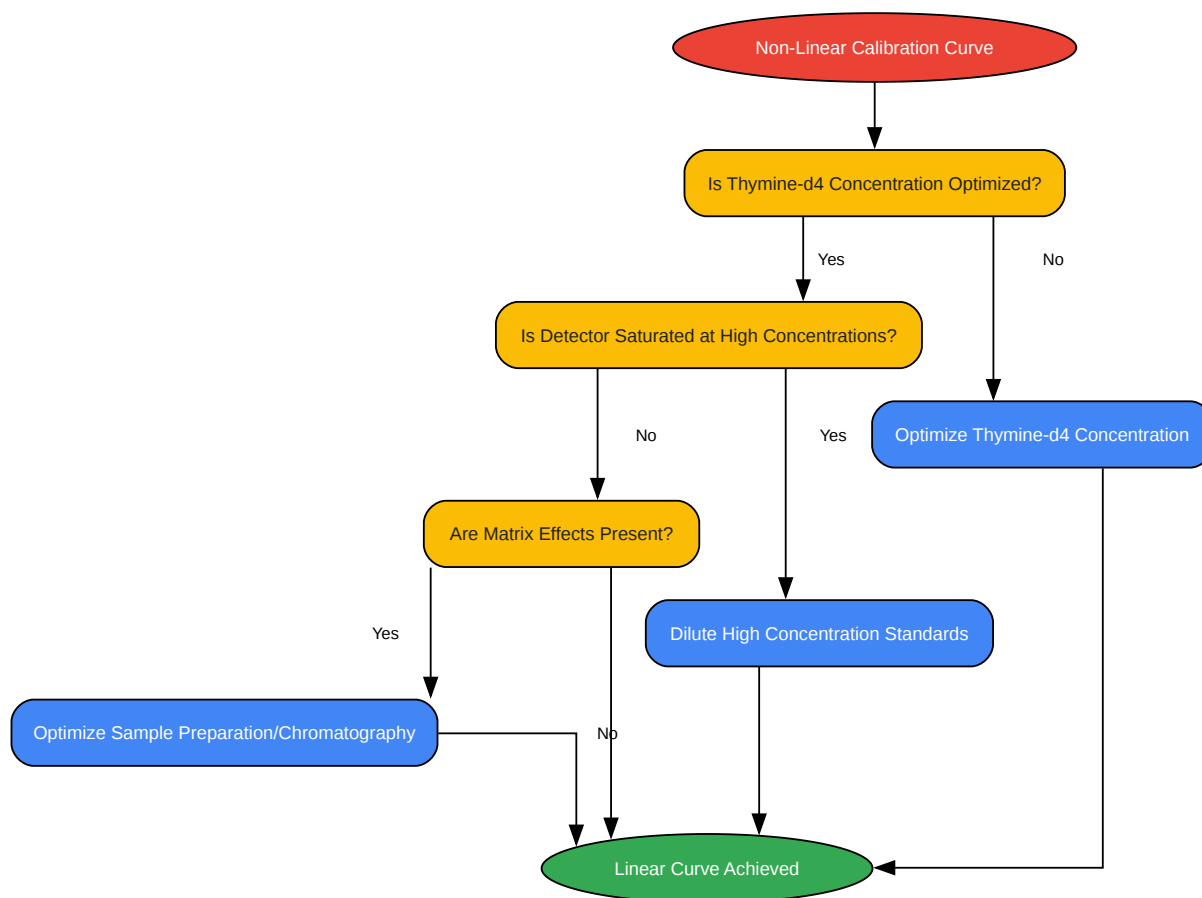 Non-Linear Calibration Curve
Is Thymine-d4 Concentration Optimized?
Yes
No
Is Detector Saturated at High Concentrations?
No
Yes
Optimize Thymine-d4 Concentration
Are Matrix Effects Present?
Yes
Dilute High Concentration Standards
Optimize Sample Preparation/Chromatography
No
Linear Curve Achieved